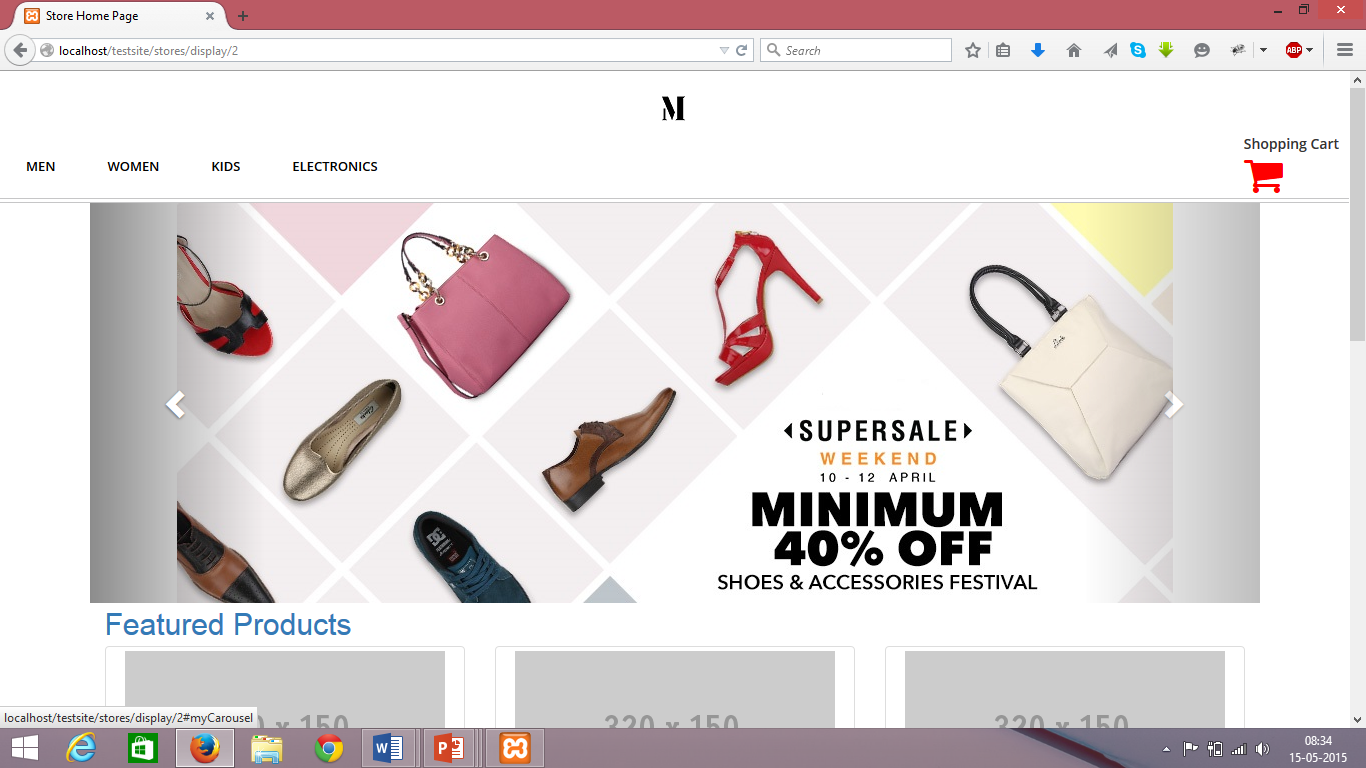 Store Home Page
localhost/testsite/stores/display/2
Search
ABP
M
Shopping Cart
MEN WOMEN KIDS ELECTRONICS
SUPERSALE
WEEKEND
10 - 12 APRIL
MINIMUM
40% OFF
SHOES & ACCESSORIES FESTIVAL
Clarks
DC
Featured Products
320 x 150 320 x 150
localhost/testsite/stores/display/2#myCarousel
08:34
15-05-2015